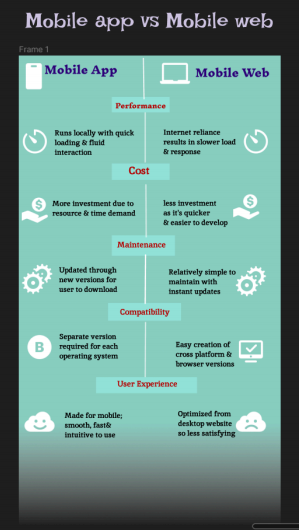 Mobile app vs Mobile web
Frame 1
Mobile App
Mobile Web
Performance
Runs locally with quick
loading & fluid
interaction
Internet reliance
results in slower load
& response
Cost
More investment due to
resource & time demand
less investment
as it's quicker
& easier to develop
Maintenance
Updated through
new versions for
user to download
Relatively simple to
maintain with
instant updates
Compatibility
B
Separate version
required for each
operating system
Easy creation of
cross platform &
browser versions
User Experience
Made for mobile;
smooth, fast&
intuitive to use
Optimized from
desktop website
so less satisfying